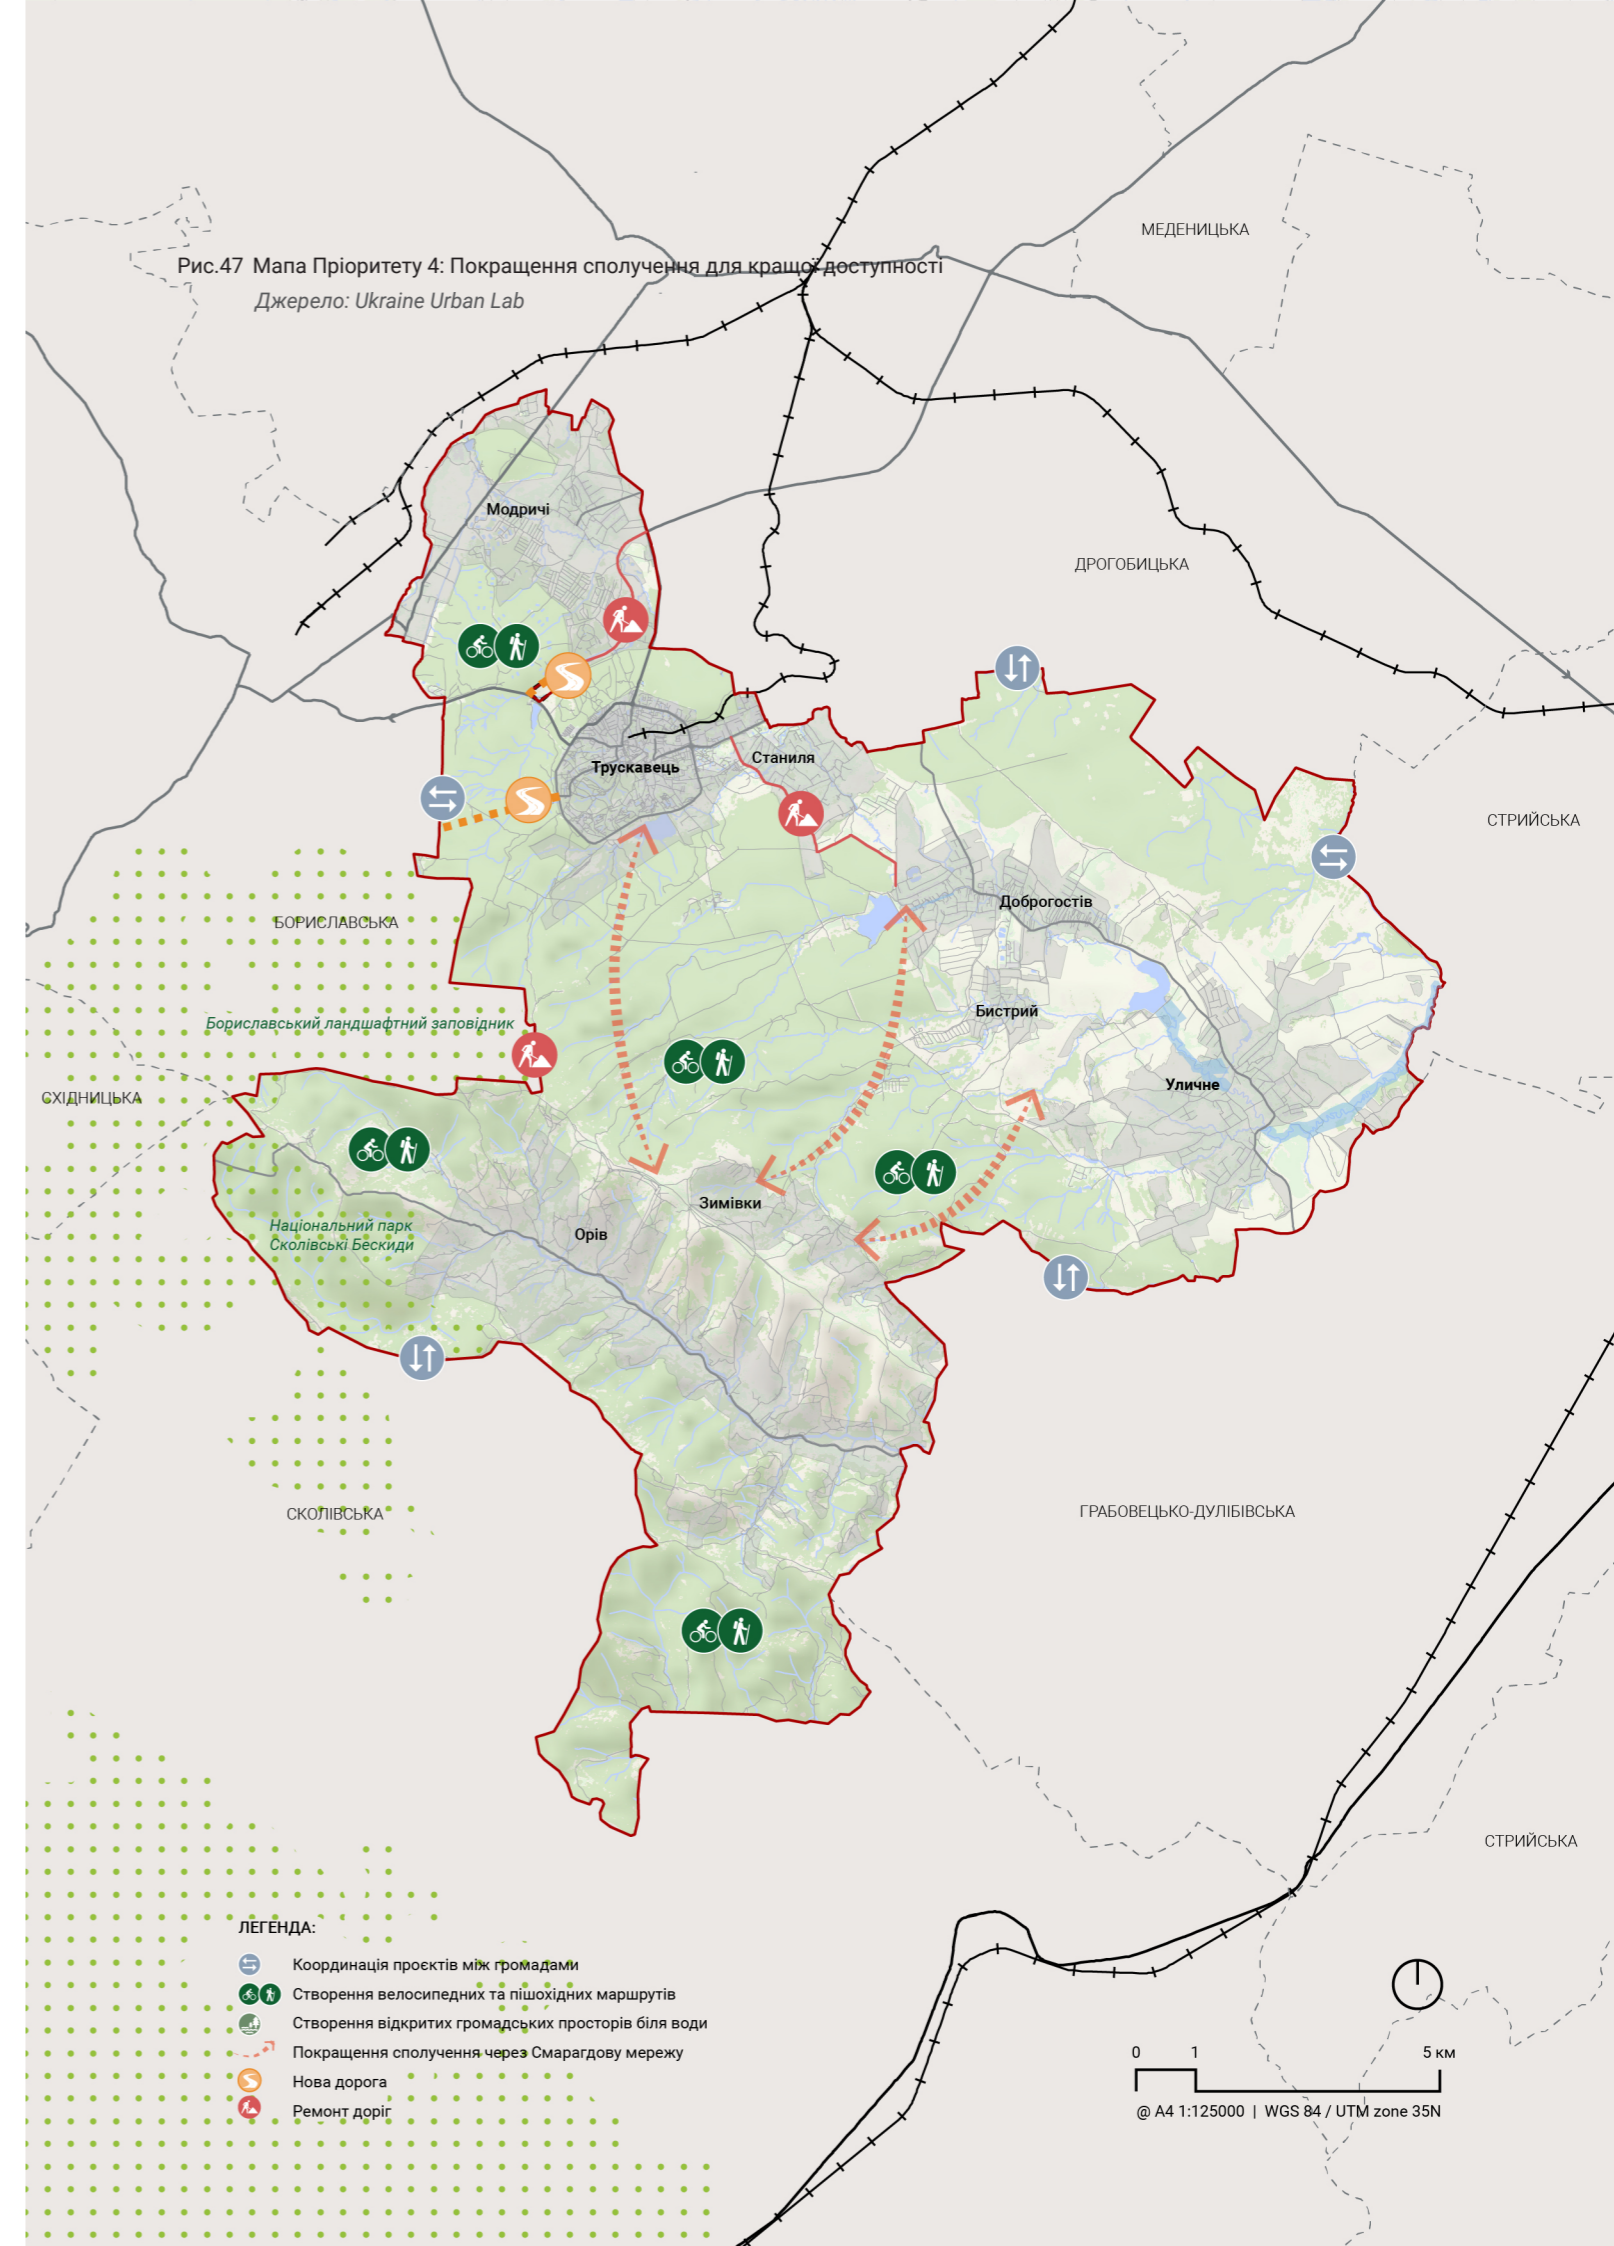 МЕДЕНИЦЬКА
Рис.47 Мапа Пріоритету 4: Покращення сполучення для кращої доступності
Джерело: Ukraine Urban Lab
Модричі
ДРОГОБИЦЬКА
Станиля
Трускавець
СТРИЙСЬКА
Доброгостів
БОРИСЛАВСЬКА
Бистрий
Бориславський ландшафтний заповідник
Уличне
СХІДНИЦЬКА
Зимівки
Національний парк
Сколівські Бескиди
Орів
СКОЛІВСЬКА
ГРАБОВЕЦЬКО-ДУЛІБІВСЬКА
СТРИЙСЬКА
ЛЕГЕНДА:
Координація проєктів між громадами
Створення велосипедних та пішохідних маршрутів
Створення відкритих громадських просторів біля води
Покращення сполучення через Смарагдову мережу
Нова дорога
Ремонт доріг
0 1 5 км
@ A4 1:125000 | WGS 84 / UTM zone 35N